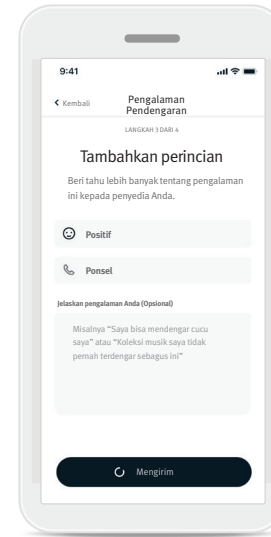 9:41
Kembali
Pengalaman
Pendengaran
LANGKAH 3 DARI 4
Tambahkan perincian
Beri tahu lebih banyak tentang pengalaman
ini kepada penyedia Anda.
Positif
Ponsel
Jelaskan pengalaman Anda (Opsional)
Misalnya “Saya bisa mendengar cucu
saya” atau “Koleksi musik saya tidak
pernah terdengar sebagus ini”
Mengirim